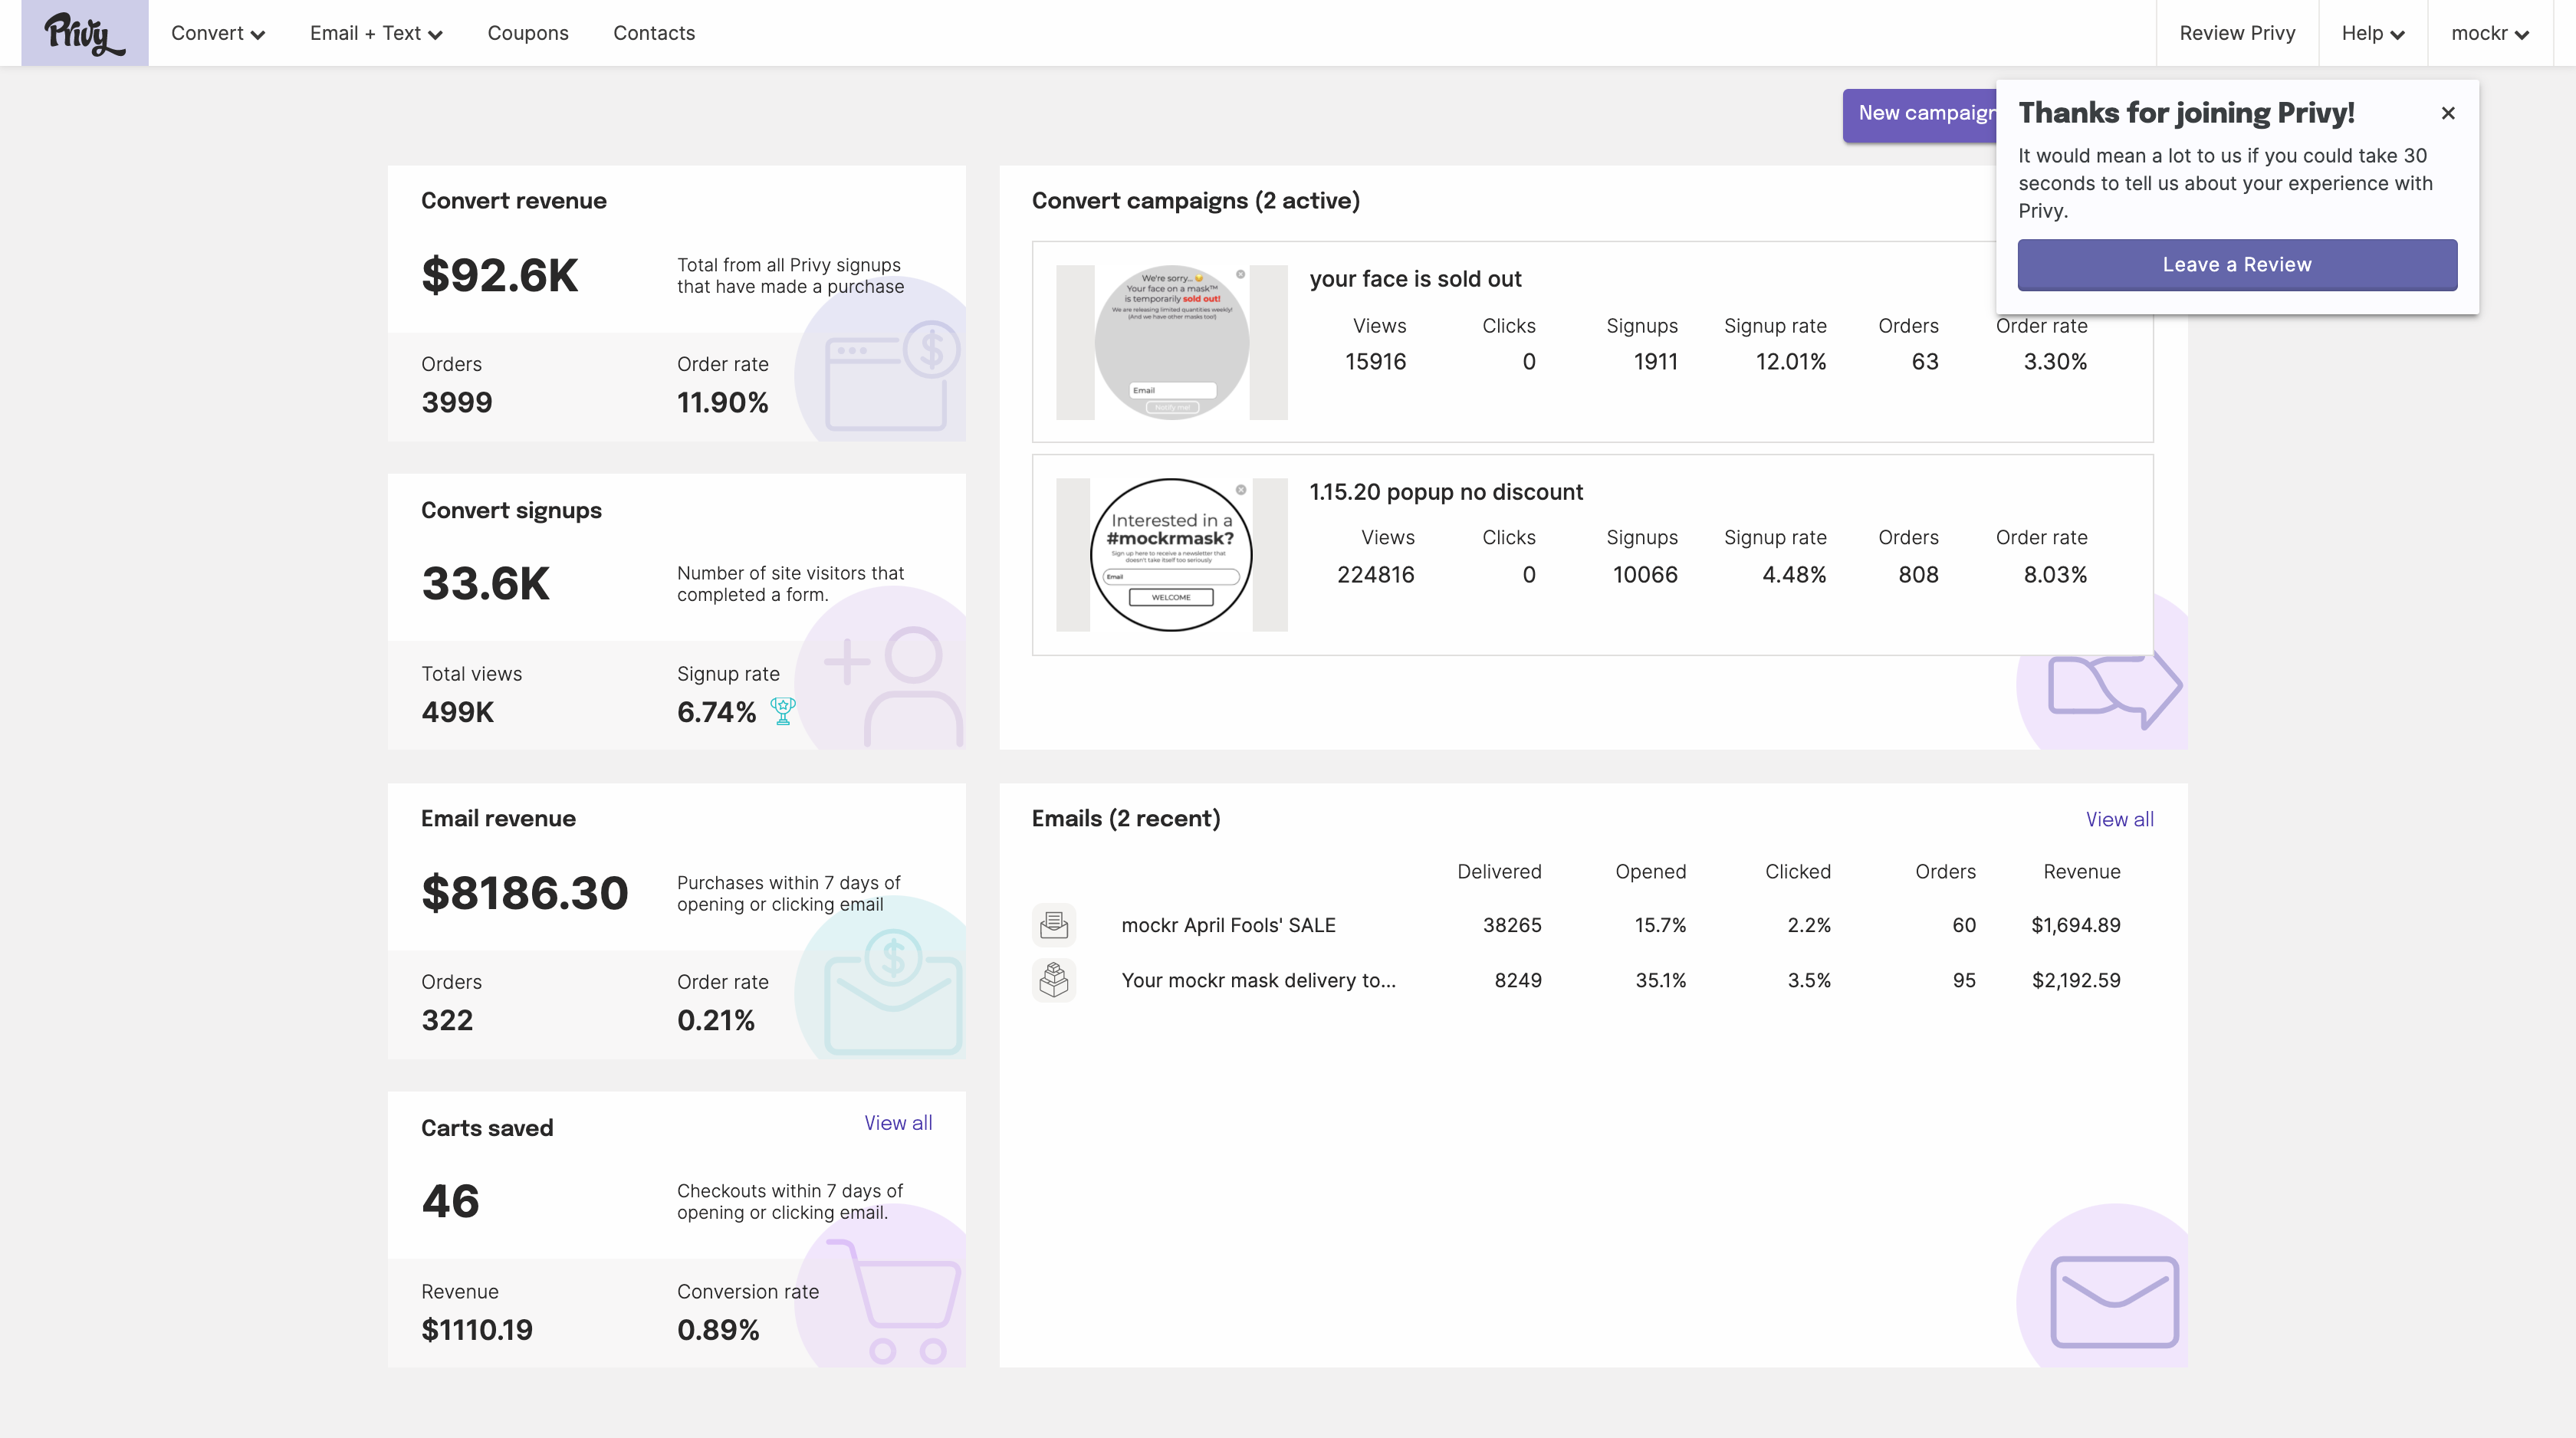 Privy
Convert
Email + Text
Coupons
Contacts
Review Privy
Help
mockr
New campaign
Thanks for joining Privy!
It would mean a lot to us if you could take 30
seconds to tell us about your experience with
Privy.
Leave a Review
Convert revenue
$92.6K
Total from all Privy signups
that have made a purchase
Orders
Order rate
3999
11.90%
Convert signups
33.6K
Number of site visitors that
completed a form.
Total views
Signup rate
499K
6.74%
Email revenue
$8186.30
Purchases within 7 days of
opening or clicking email
Orders
Order rate
322
0.21%
Carts saved
View all
46
Checkouts within 7 days of
opening or clicking email.
Revenue
Conversion rate
$1110.19
0.89%
Convert campaigns (2 active)
We're sorry...
Your face on a mask™
is temporarily sold out!
We are releasing limited quantities weekly!
(And we have other masks too!)
Email
Notify me!
your face is sold out
Views Clicks Signups Signup rate Orders Order rate
15916 0 1911 12.01% 63 3.30%
Interested in a
#mockrmask?
Sign up here to receive a newsletter that
doesn't take itself too seriously
Email
WELCOME
1.15.20 popup no discount
Views Clicks Signups Signup rate Orders Order rate
224816 0 10066 4.48% 808 8.03%
Emails (2 recent)
View all
Delivered Opened Clicked Orders Revenue
mockr April Fools' SALE 38265 15.7% 2.2% 60 $1,694.89
Your mockr mask delivery to... 8249 35.1% 3.5% 95 $2,192.59